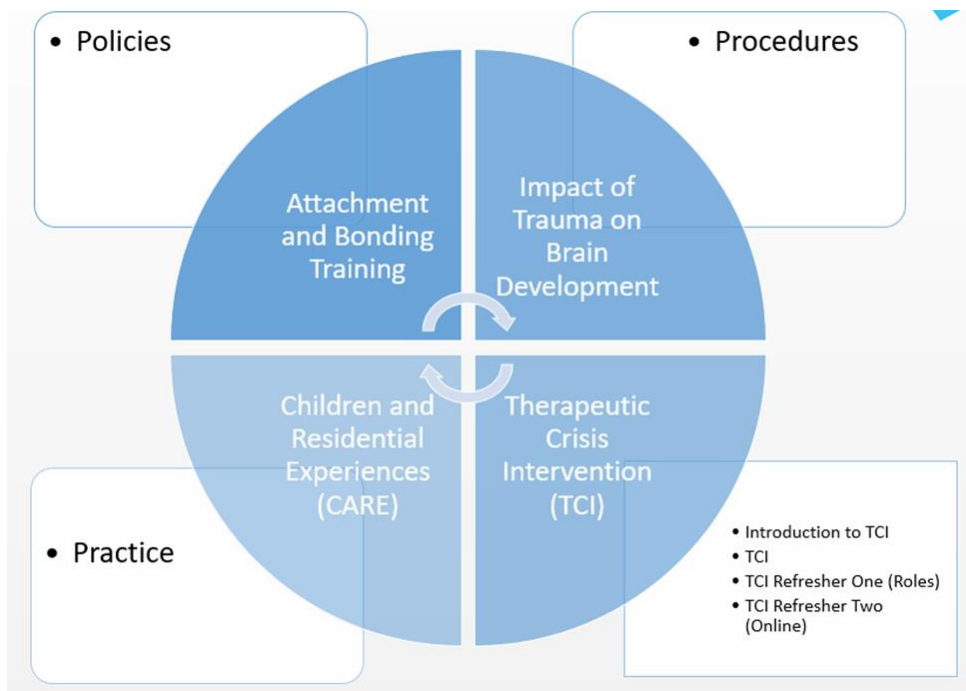 • Policies
• Procedures
Attachment
and Bonding
Training
Impact of
Trauma on
Brain
Development
Children and
Residential
Experiences
(CARE)
Therapeutic
Crisis
Intervention
(TCI)
• Practice
• Introduction to TCI
• TCI
• TCI Refresher One (Roles)
• TCI Refresher Two
(Online)